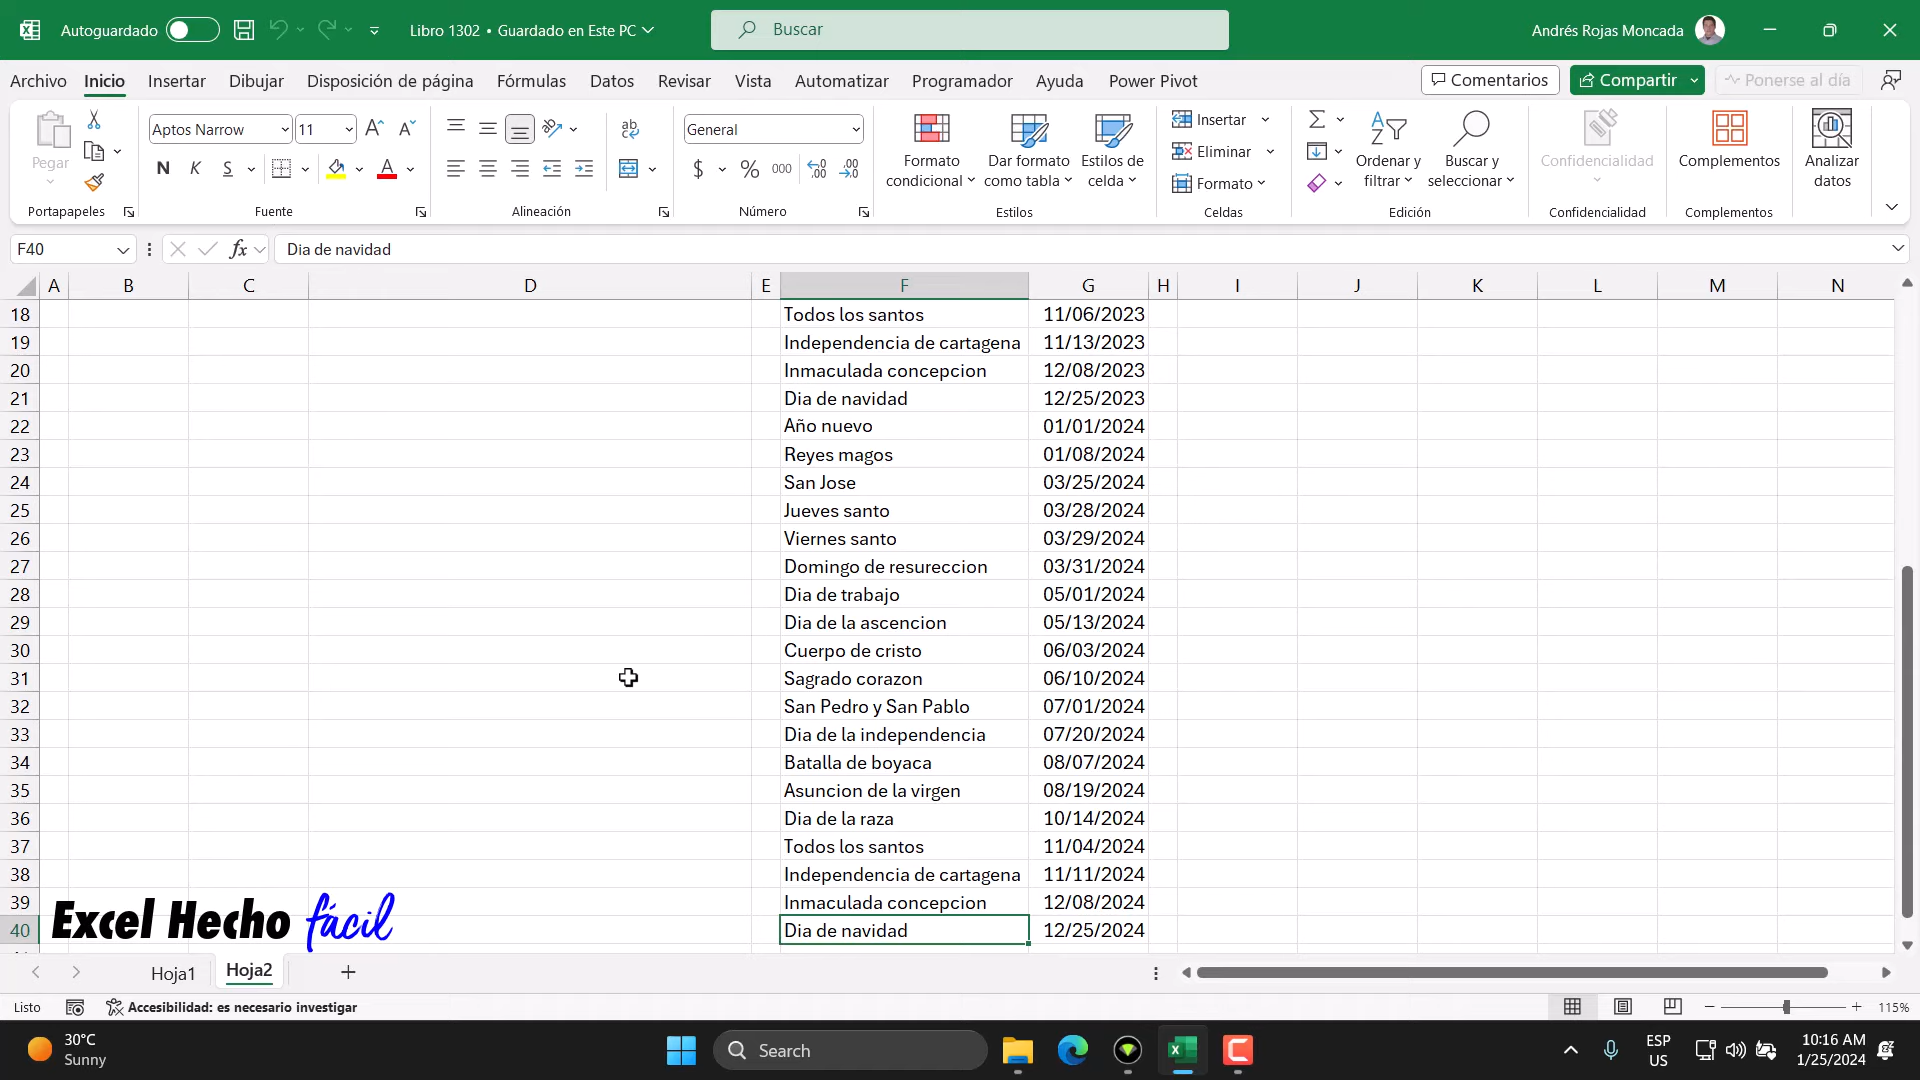 Autoguardado
Libro 1302 • Guardado en Este PC
Buscar
Andrés Rojas Moncada
Archivo Inicio Insertar Dibujar Disposición de página Fórmulas Datos Revisar Vista Automatizar Programador Ayuda Power Pivot
Comentarios Compartir Ponerse al día
Pegar
Portapapeles
Aptos Narrow 11
N K S
Fuente
Alineación
General
$ % 000
Número
Formato condicional
Dar formato como tabla
Estilos de celda
Estilos
Insertar
Eliminar
Formato
Celdas
Ordenar y filtrar
Buscar y seleccionar
Edición
Confidencialidad
Confidencialidad
Complementos
Complementos
Analizar datos
F40 fx Dia de navidad
A B C D E F G H I J K L M N
18 Todos los santos 11/06/2023
19 Independencia de cartagena 11/13/2023
20 Inmaculada concepcion 12/08/2023
21 Dia de navidad 12/25/2023
22 Año nuevo 01/01/2024
23 Reyes magos 01/08/2024
24 San Jose 03/25/2024
25 Jueves santo 03/28/2024
26 Viernes santo 03/29/2024
27 Domingo de resureccion 03/31/2024
28 Dia de trabajo 05/01/2024
29 Dia de la ascencion 05/13/2024
30 Cuerpo de cristo 06/03/2024
31 Sagrado corazon 06/10/2024
32 San Pedro y San Pablo 07/01/2024
33 Dia de la independencia 07/20/2024
34 Batalla de boyaca 08/07/2024
35 Asuncion de la virgen 08/19/2024
36 Dia de la raza 10/14/2024
37 Todos los santos 11/04/2024
38 Independencia de cartagena 11/11/2024
39 Inmaculada concepcion 12/08/2024
40 Dia de navidad 12/25/2024
Excel Hecho fácil
Hoja1 Hoja2
Listo Accesibilidad: es necesario investigar 115%
30°C
Sunny
Search
ESP
US
10:16 AM
1/25/2024